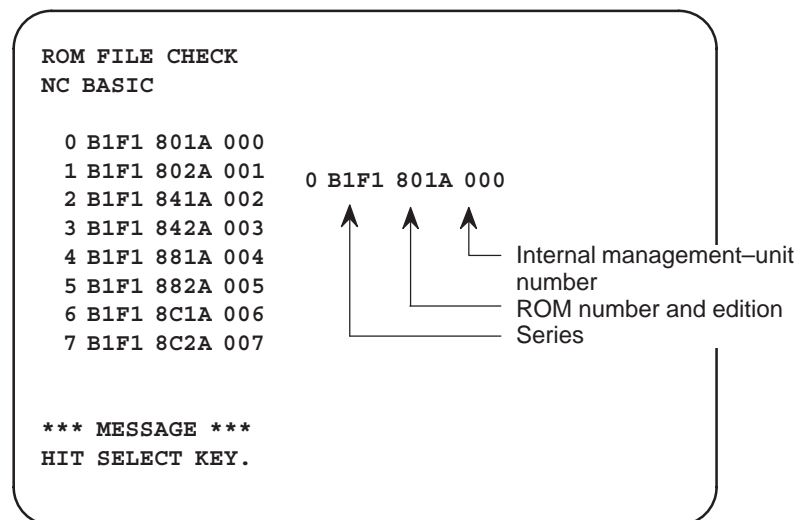 ROM FILE CHECK
NC BASIC
0 B1F1 801A 000
1 B1F1 802A 001
2 B1F1 841A 002
3 B1F1 842A 003
4 B1F1 881A 004
5 B1F1 882A 005
6 B1F1 8C1A 006
7 B1F1 8C2A 007
0 B1F1 801A 000
Internal management–unit
number
ROM number and edition
Series
*** MESSAGE ***
HIT SELECT KEY.